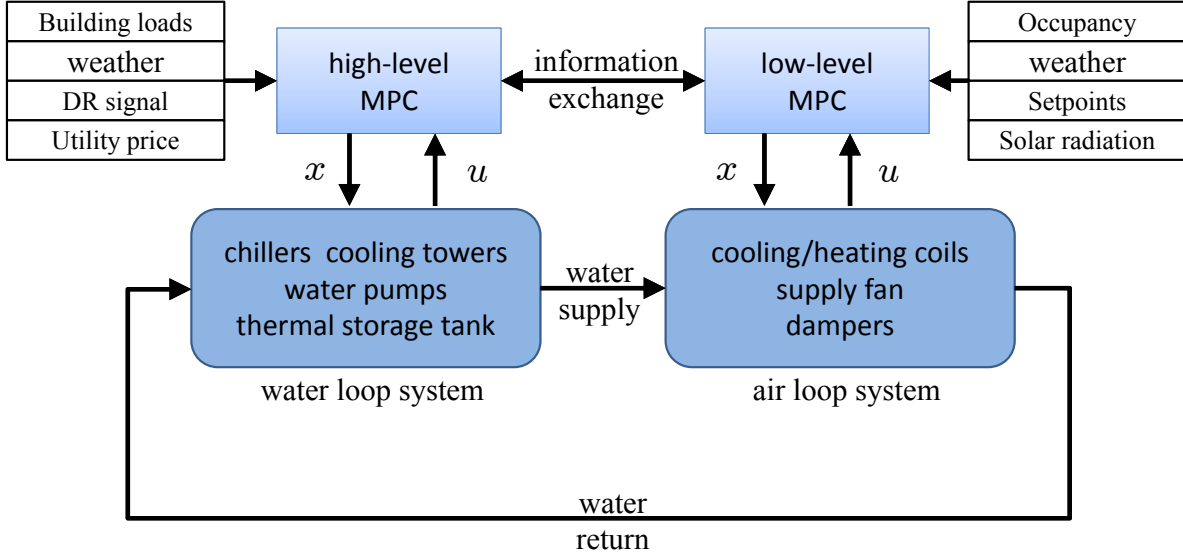 Building loads
weather
DR signal
Utility price
high-level
MPC
information
exchange
low-level
MPC
Occupancy
weather
Setpoints
Solar radiation
x
u
x
u
chillers cooling towers
water pumps
thermal storage tank
water
supply
cooling/heating coils
supply fan
dampers
water loop system
air loop system
water
return